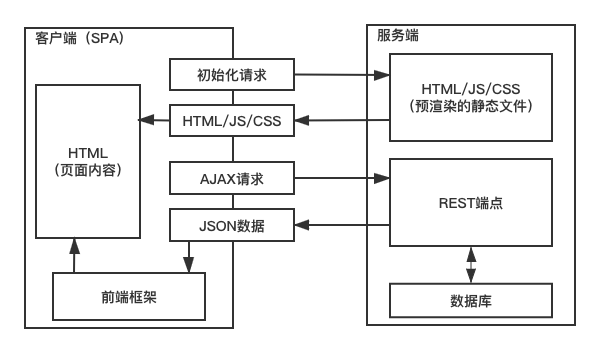 客户端（SPA）
服务端
初始化请求
HTML/JS/CSS
(预渲染的静态文件)
HTML/JS/CSS
HTML
(页面内容)
AJAX请求
REST端点
JSON数据
前端框架
数据库